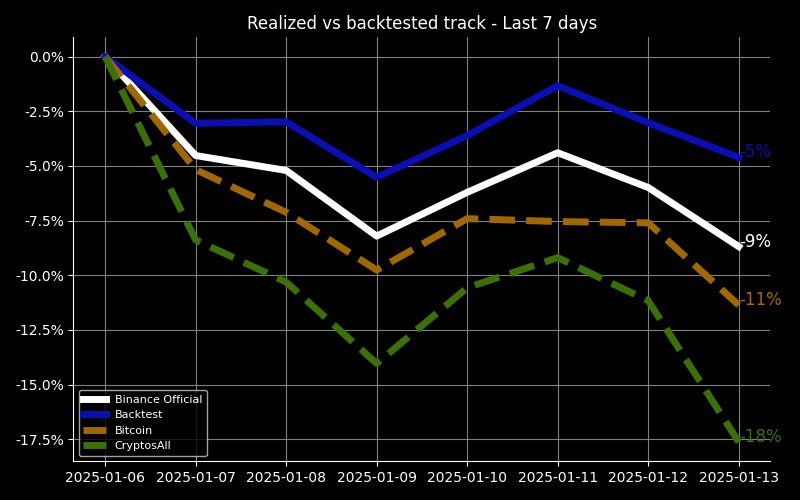 Realized vs backtested track - Last 7 days
0.0%
-2.5%
-5.0%
-7.5%
-10.0%
-12.5%
-15.0%
-17.5%
-5%
-9%
-11%
-18%
Binance Official
Backtest
Bitcoin
CryptosAll
2025-01-06 2025-01-07 2025-01-08 2025-01-09 2025-01-10 2025-01-11 2025-01-12 2025-01-13